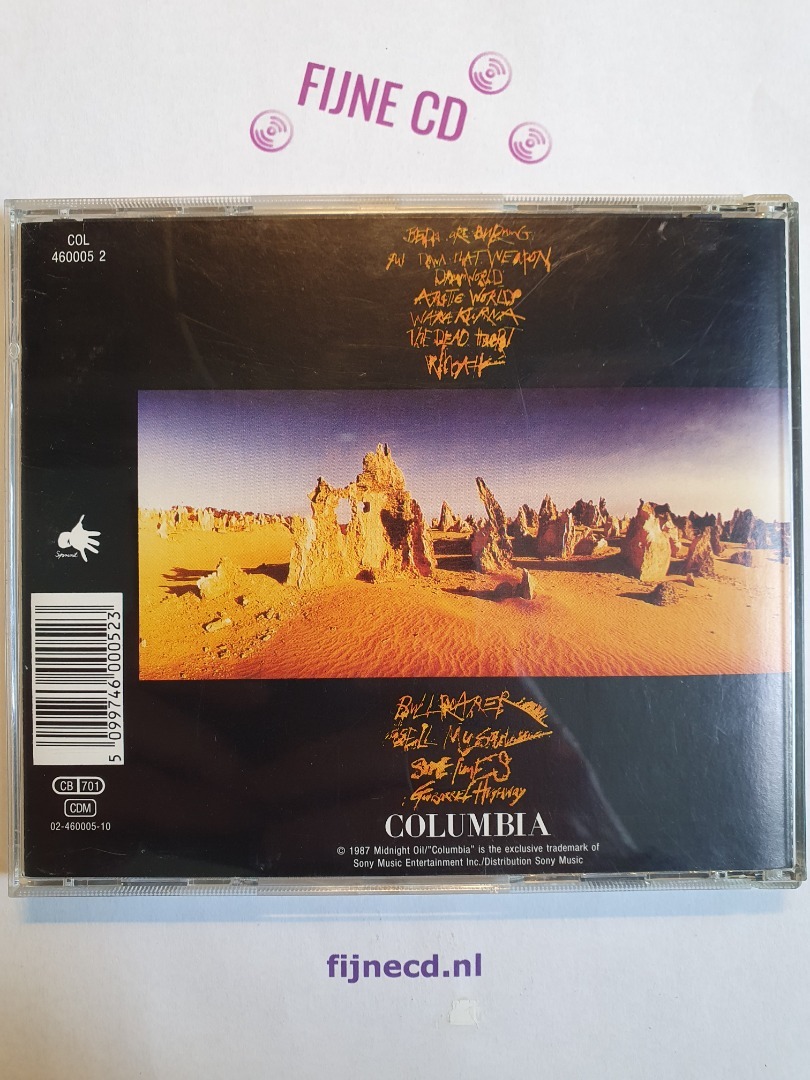 FIJNE CD
COL
460005 2
BEDS ARE BURNING
PUT DOWN THAT WEAPON
DREAMWORLD
ARCTIC WORLD
WARAKURNA
THE DEAD HEART
WHOAH
Sprint
BULLROARER
SELL MY SOUL
SOMETIMES
GUNBARREL HIGHWAY
5 099746 000523
CB 701
CDM
02-460005-10
COLUMBIA
© 1987 Midnight Oil/"Columbia" is the exclusive trademark of
Sony Music Entertainment Inc./Distribution Sony Music
fijnecd.nl